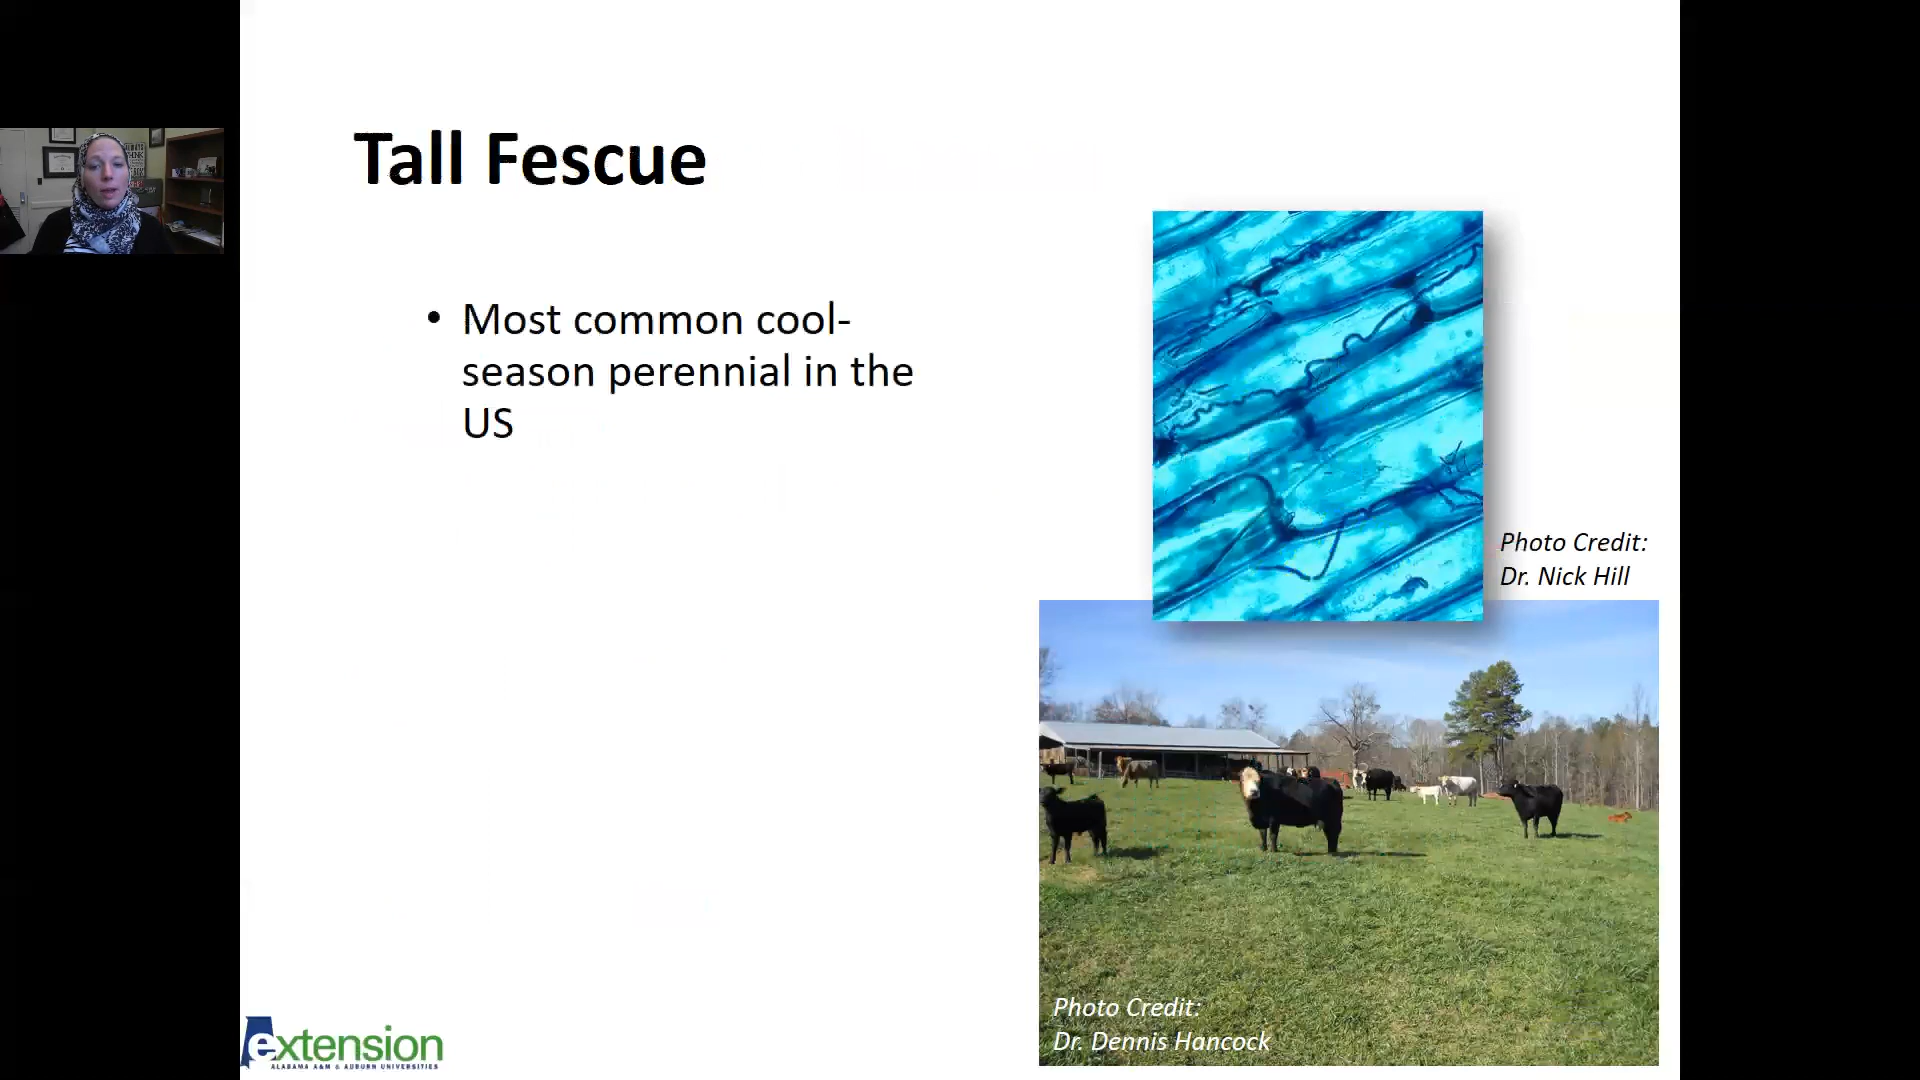 Tall Fescue
• Most common cool-
season perennial in the
US
Photo Credit:
Dr. Nick Hill
Photo Credit:
Dr. Dennis Hancock
extension
ALABAMA A&M & AUBURN UNIVERSITIES